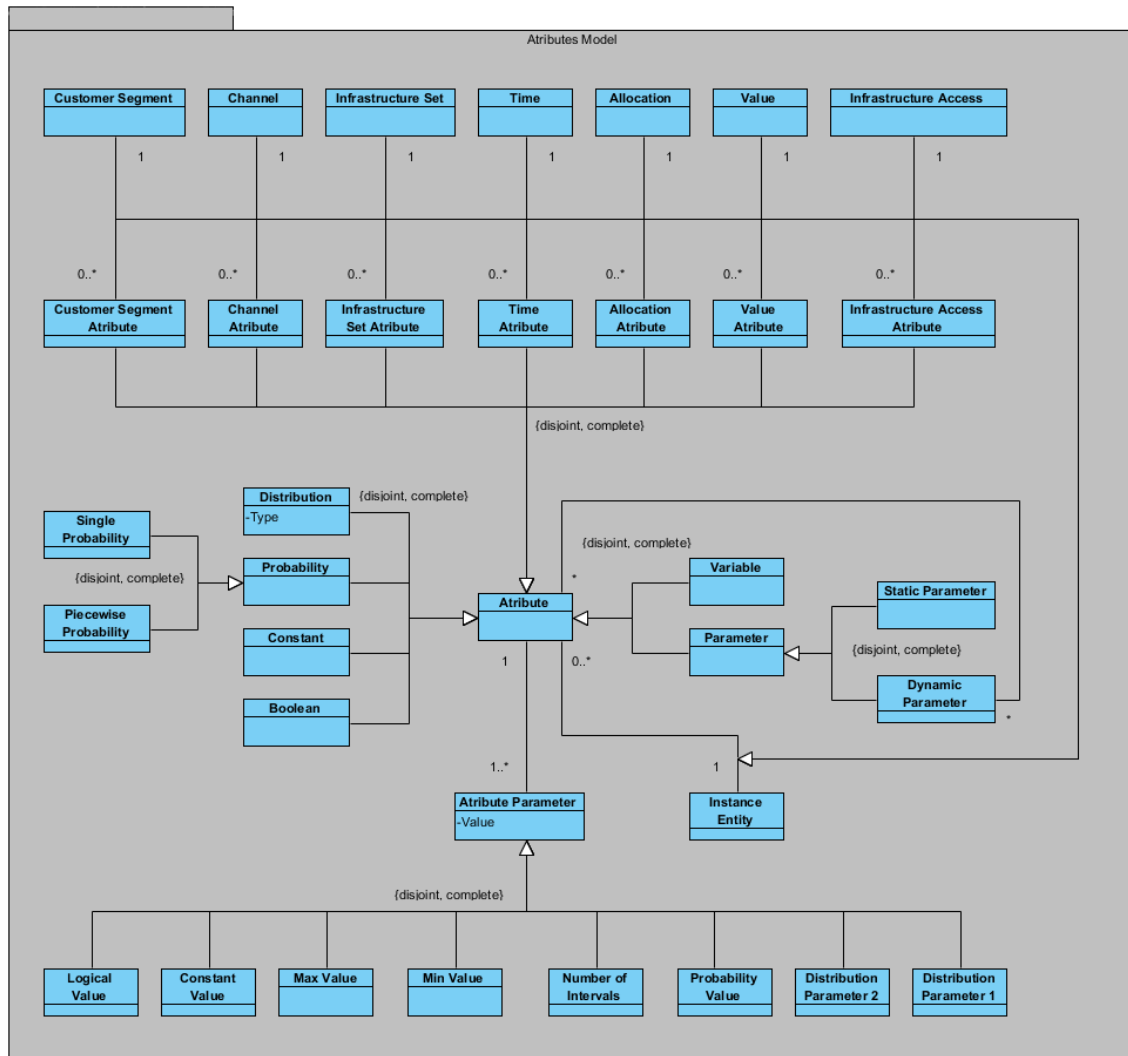 Atributes Model
Customer Segment
Channel
Infrastructure Set
Time
Allocation
Value
Infrastructure Access
1
1
1
1
1
1
1
0..*
0..*
0..*
0..*
0..*
0..*
0..*
Customer Segment
Atribute
Channel
Atribute
Infrastructure
Set Atribute
Time
Atribute
Allocation
Atribute
Value
Atribute
Infrastructure Access
Atribute
{disjoint, complete}
Distribution
-Type
{disjoint, complete}
Single
Probability
{disjoint, complete}
Piecewise
Probability
Probability
Constant
Boolean
Atribute
{disjoint, complete}
*
Variable
Parameter
Static Parameter
{disjoint, complete}
Dynamic
Parameter
*
1
0..*
1..*
1
Atribute Parameter
-Value
Instance
Entity
{disjoint, complete}
Logical
Value
Constant
Value
Max Value
Min Value
Number of
Intervals
Probability
Value
Distribution
Parameter 2
Distribution
Parameter 1